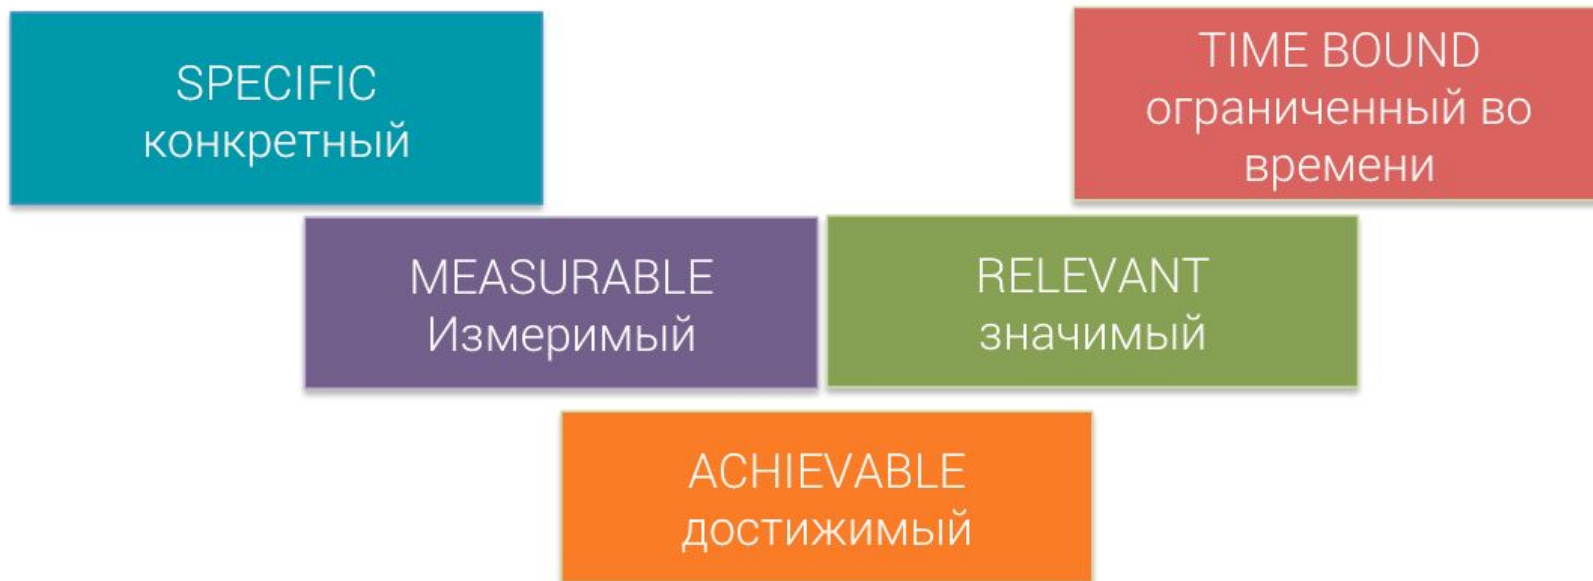 SPECIFIC
конкретный
TIME BOUND
ограниченный во
времени
MEASURABLE
Измеримый
RELEVANT
значимый
ACHIEVABLE
достижимый